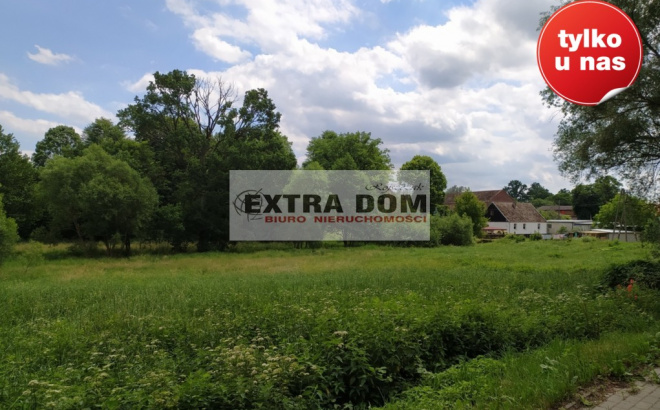 tylko
u nas
EXTRA DOM
BIURO NIERUCHOMOŚCI